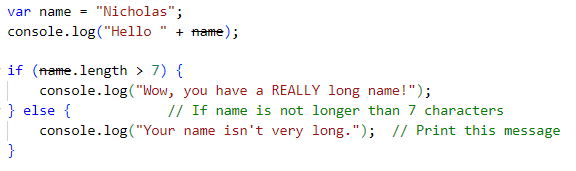 var name = "Nicholas";
console.log("Hello " + name);
if (name.length > 7) {
console.log("Wow, you have a REALLY long name!");
} else { // If name is not longer than 7 characters
console.log("Your name isn't very long."); // Print this message
}